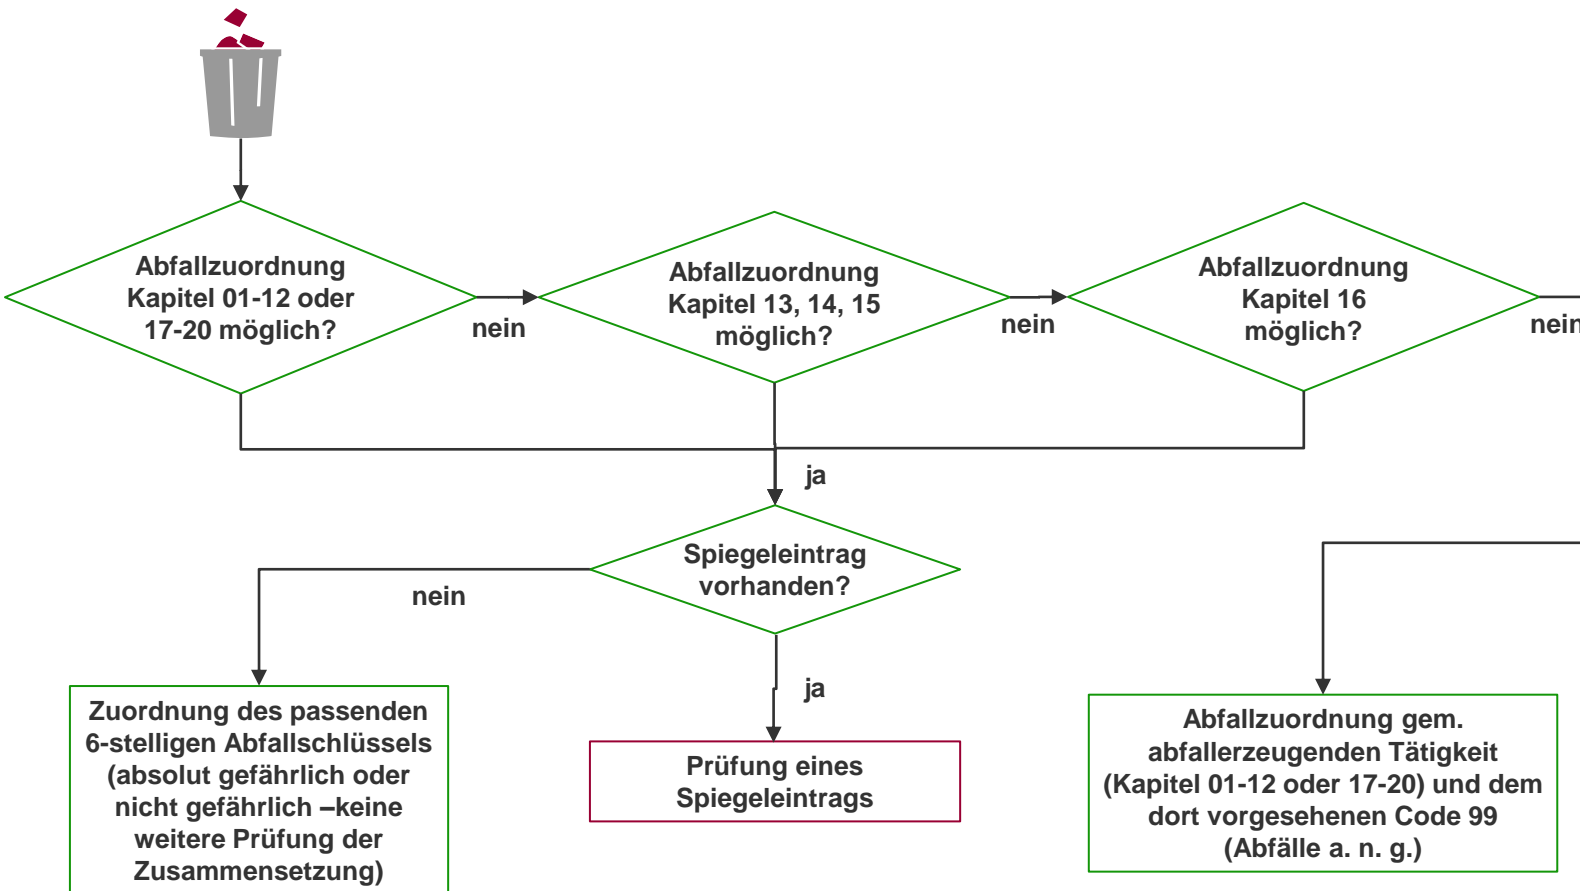 Abfallzuordnung
Kapitel 01-12 oder
17-20 möglich?
nein
Abfallzuordnung
Kapitel 13, 14, 15
möglich?
nein
Abfallzuordnung
Kapitel 16
möglich?
nein
ja
Spiegeleintrag
vorhanden?
nein
ja
Zuordnung des passenden
6-stelligen Abfallschlüssels
(absolut gefährlich oder
nicht gefährlich –keine
weitere Prüfung der
Zusammensetzung)
Prüfung eines
Spiegeleintrags
Abfallzuordnung gem.
abfallerzeugenden Tätigkeit
(Kapitel 01-12 oder 17-20) und dem
dort vorgesehenen Code 99
(Abfälle a. n. g.)